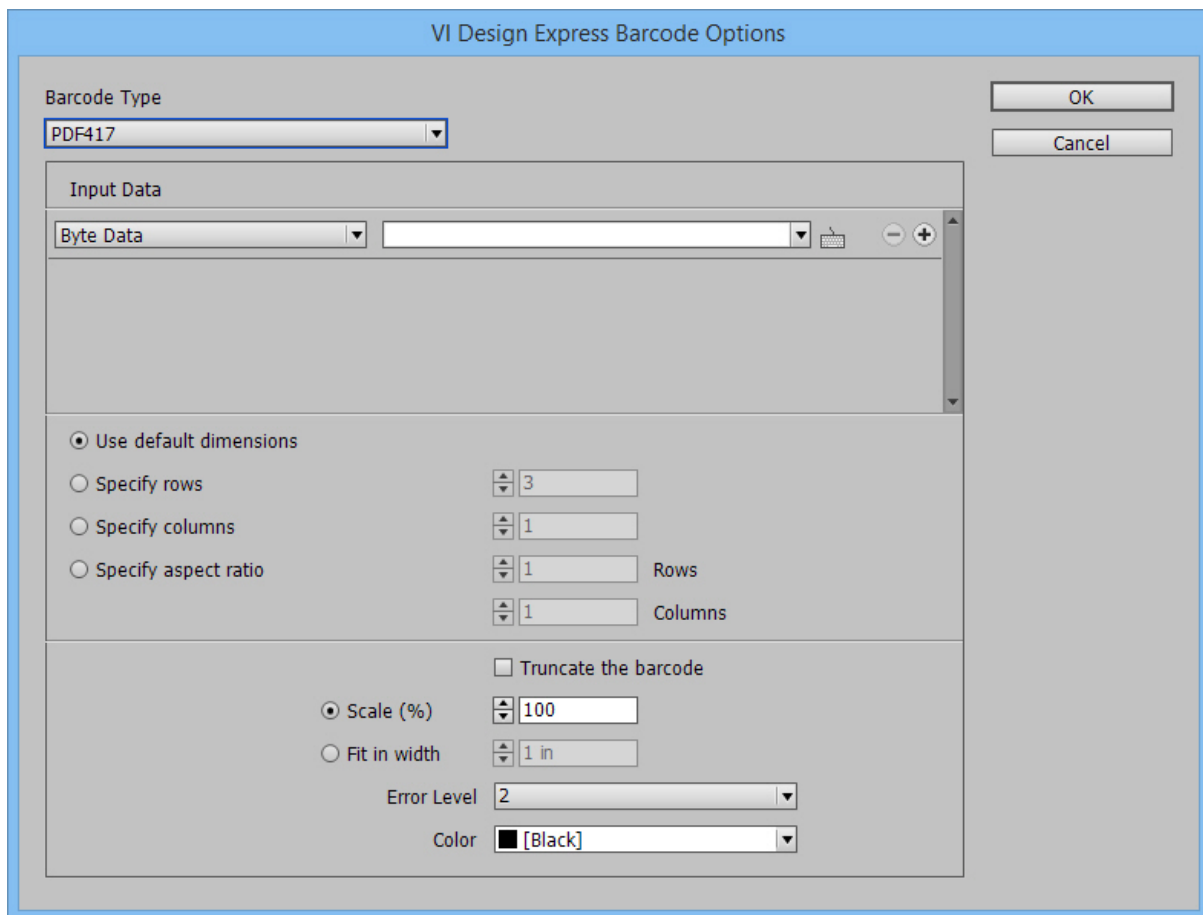 VI Design Express Barcode Options
Barcode Type
OK
PDF417
Cancel
Input Data
Byte Data
Use default dimensions
Specify rows 3
Specify columns 1
Specify aspect ratio 1 Rows
1 Columns
Truncate the barcode
Scale (%) 100
Fit in width 1 in
Error Level 2
Color [Black]